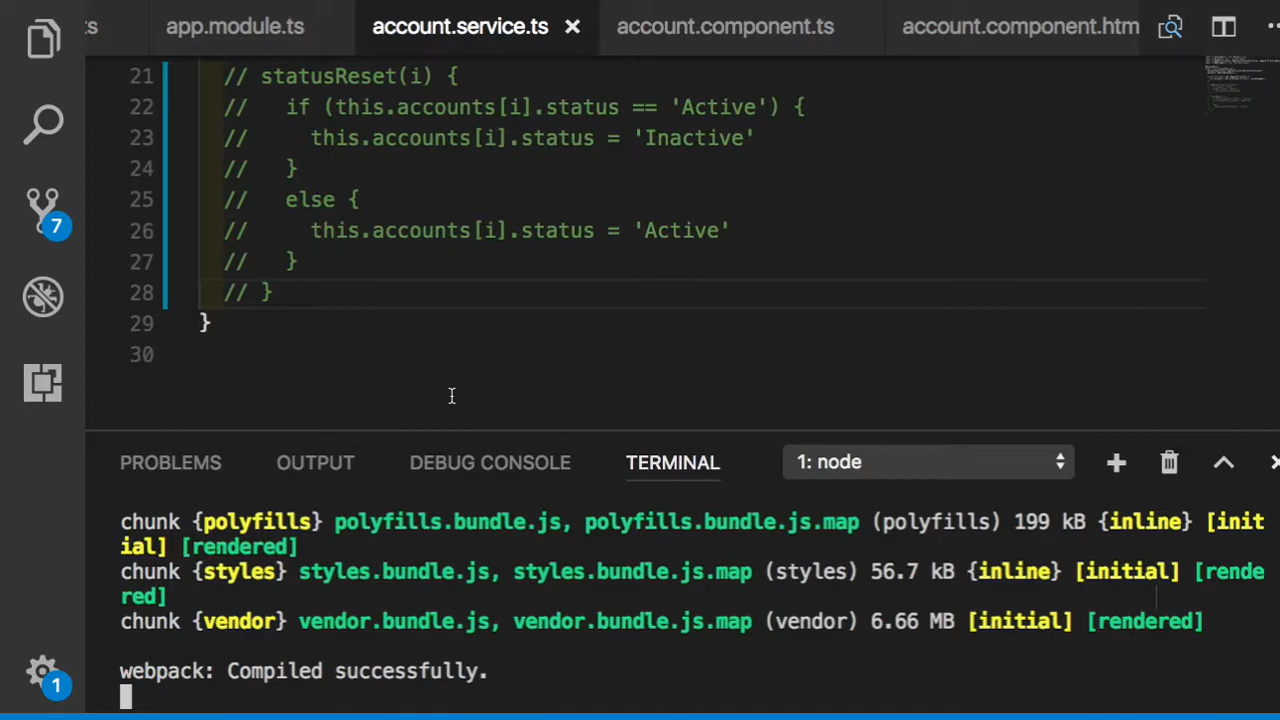 ts app.module.ts account.service.ts account.component.ts account.component.htm
21 // statusReset(i) {
22 // if (this.accounts[i].status == 'Active') {
23 // this.accounts[i].status = 'Inactive'
24 // }
25 // else {
26 // this.accounts[i].status = 'Active'
27 // }
28 // }
29 }
30
7
1
PROBLEMS OUTPUT DEBUG CONSOLE TERMINAL 1: node
chunk {polyfills} polyfills.bundle.js, polyfills.bundle.js.map (polyfills) 199 kB {inline} [init
ial] [rendered]
chunk {styles} styles.bundle.js, styles.bundle.js.map (styles) 56.7 kB {inline} [initial] [rende
red]
chunk {vendor} vendor.bundle.js, vendor.bundle.js.map (vendor) 6.66 MB [initial] [rendered]
webpack: Compiled successfully.